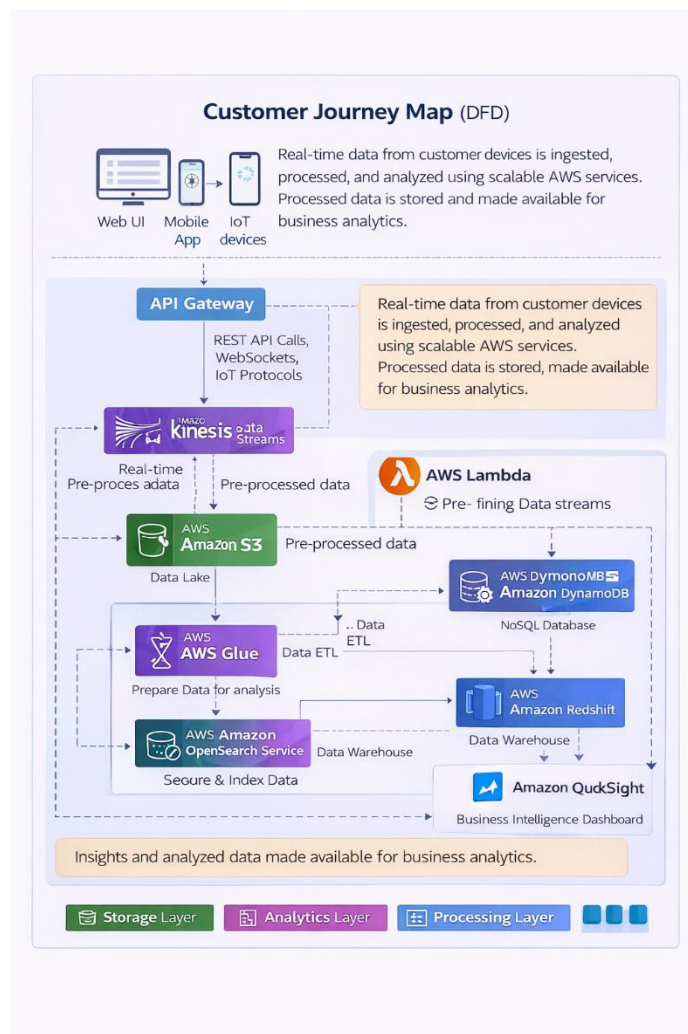 Customer Journey Map (DFD)
Real-time data from customer devices is ingested,
processed, and analyzed using scalable AWS services.
Processed data is stored and made available for
business analytics.
Web UI
Mobile
App
IoT
devices
API Gateway
REST API Calls,
WebSockets,
IoT Protocols
Real-time data from customer devices
is ingested, processed, and analyzed
using scalable AWS services.
Processed data is stored, made available
for business analytics.
kinesis
Streams
Real-time
Pre-proces adata
Pre-processed data
AWS Lambda
Pre- fining Data streams
AWS
Amazon S3
Pre-processed data
Data Lake
AWS DymonoMB
Amazon DynamoDB
NoSQL Database
.. Data
ETL
AWS
AWS Glue
Data ETL
Prepare Data for analysis
AWS
Amazon Redshift
Data Warehouse
AWS Amazon
OpenSearch Service
Data Warehouse
Secure & Index Data
Amazon QuckSight
Business Intelligence Dashboard
Insights and analyzed data made available for business analytics.
Storage Layer
Analytics Layer
Processing Layer